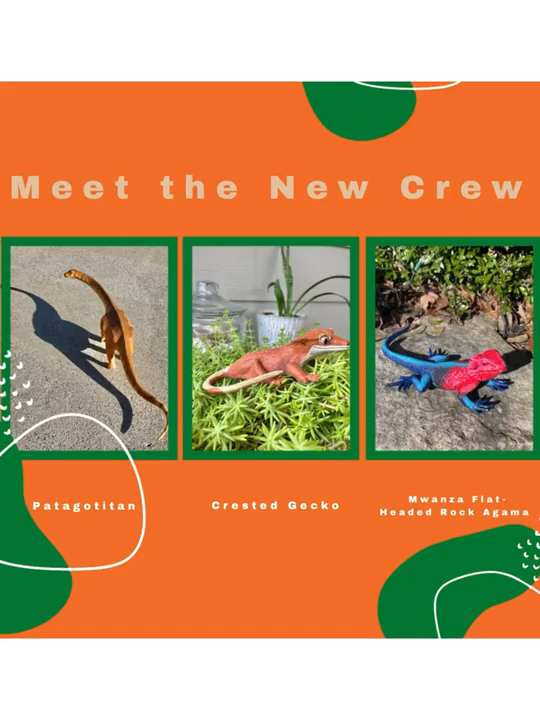 Meet the New Crew
Patagotitan
Crested Gecko
Mwanza Flat-
Headed Rock Agama